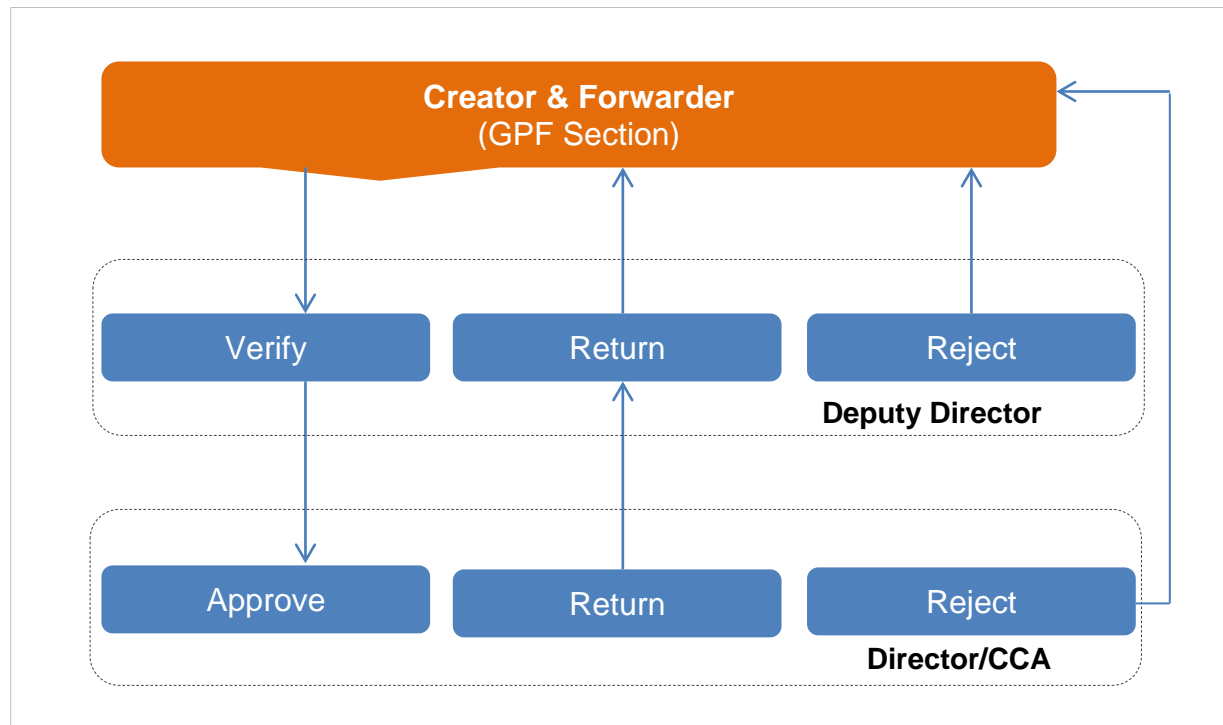 Creator & Forwarder
(GPF Section)
Verify
Return
Reject
Deputy Director
Approve
Return
Reject
Director/CCA